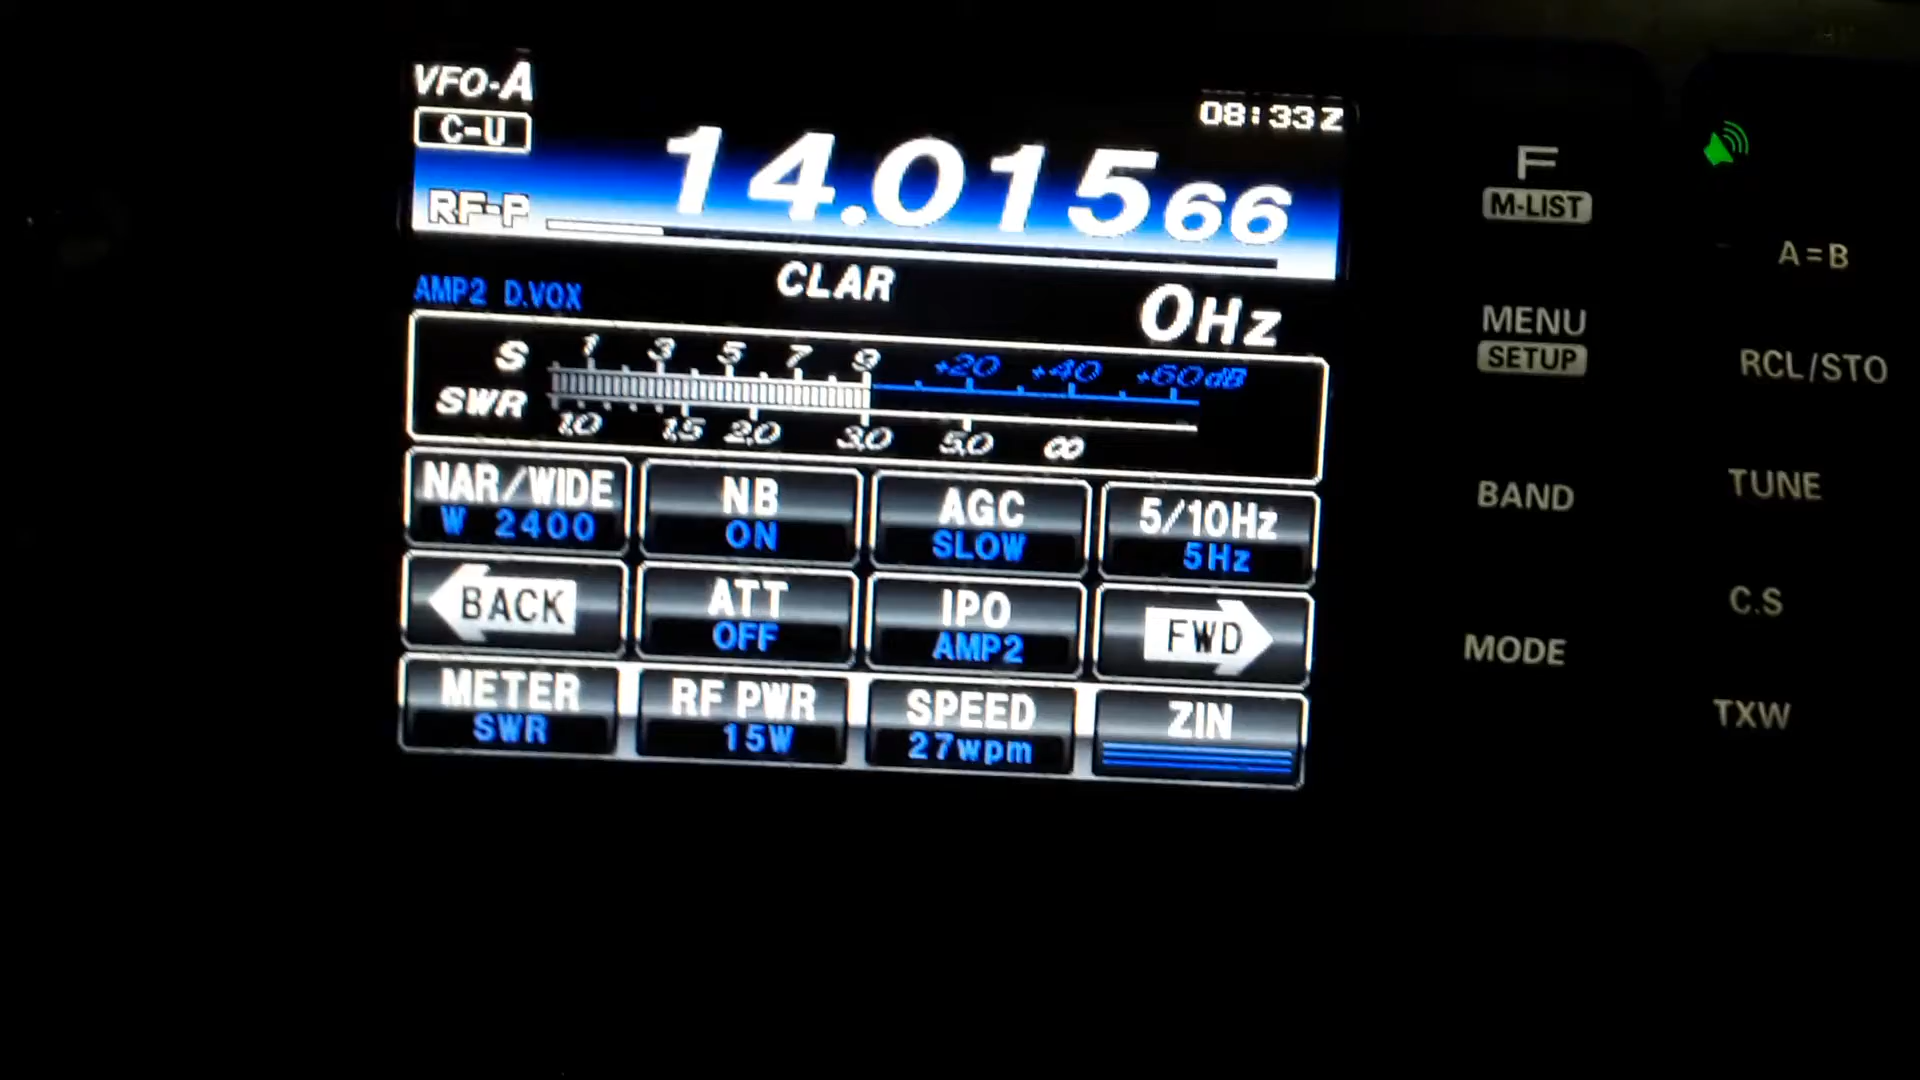 VFO-A
08:33Z
C-U
14.01566
RF-P
AMP2 D.VOX
CLAR
0Hz
S 1 3 5 7 9 +20 +40 +60dB
SWR 1.0 1.5 2.0 3.0 5.0 ∞
NAR/WIDE NB AGC 5/10Hz
W 2400 ON SLOW 5Hz
BACK ATT IPO FWD
OFF AMP2
METER RF PWR SPEED ZIN
SWR 15W 27wpm
F
M-LIST
MENU
SETUP
BAND
MODE
A=B
RCL/STO
TUNE
C.S
TXW